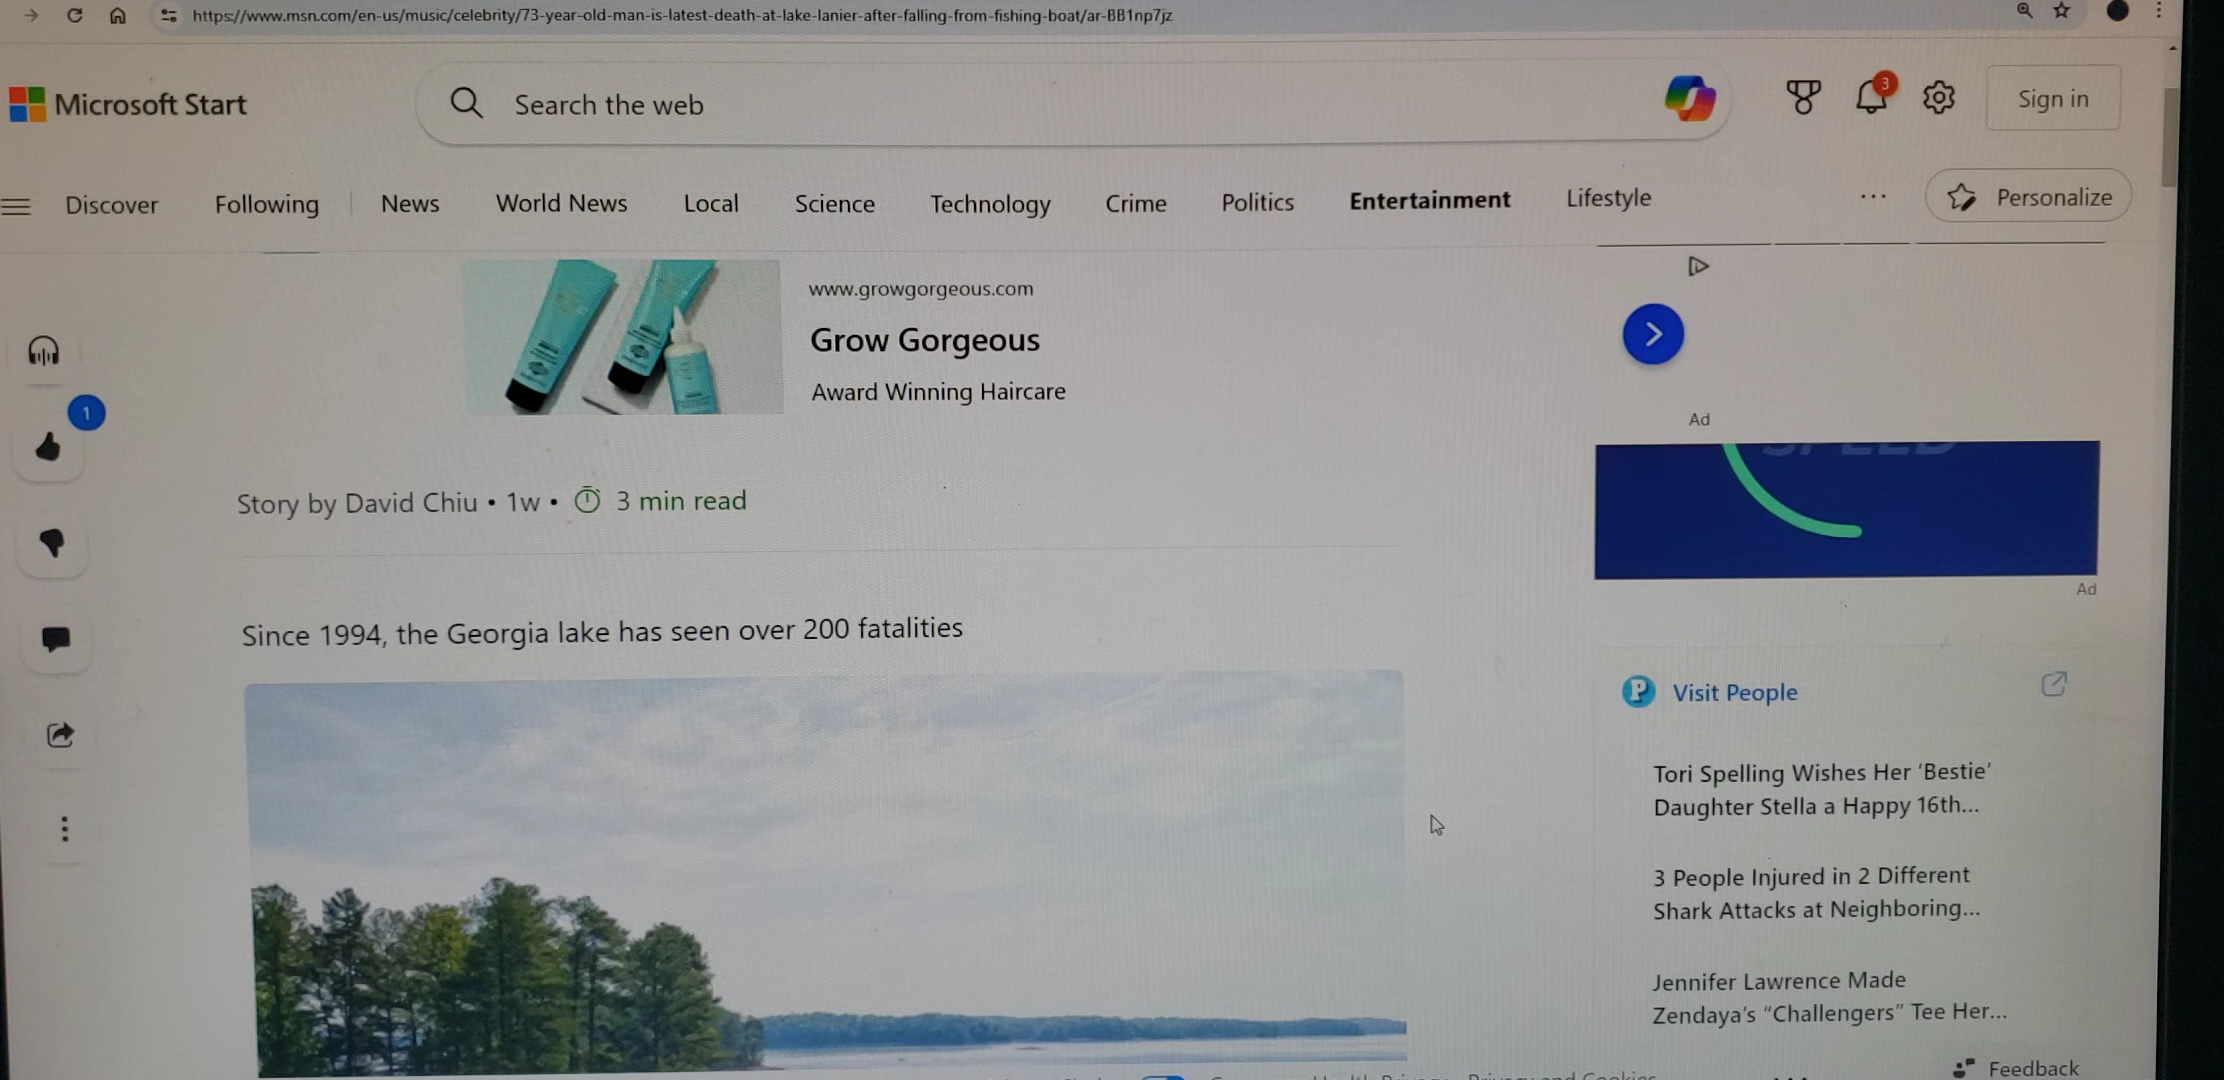 https://www.msn.com/en-us/music/celebrity/73-year-old-man-is-latest-death-at-lake-lanier-after-falling-from-fishing-boat/ar-BB1np7jz
Microsoft Start
Search the web
3
Sign in
Discover
Following
News
World News
Local
Science
Technology
Crime
Politics
Entertainment
Lifestyle
Personalize
www.growgorgeous.com
Grow Gorgeous
Award Winning Haircare
Ad
1
SPEED
Ad
Story by David Chiu • 1w • 3 min read
Since 1994, the Georgia lake has seen over 200 fatalities
Visit People
Tori Spelling Wishes Her ‘Bestie’
Daughter Stella a Happy 16th...
3 People Injured in 2 Different
Shark Attacks at Neighboring...
Jennifer Lawrence Made
Zendaya's “Challengers” Tee Her...
Feedback
Privacy and Cookies